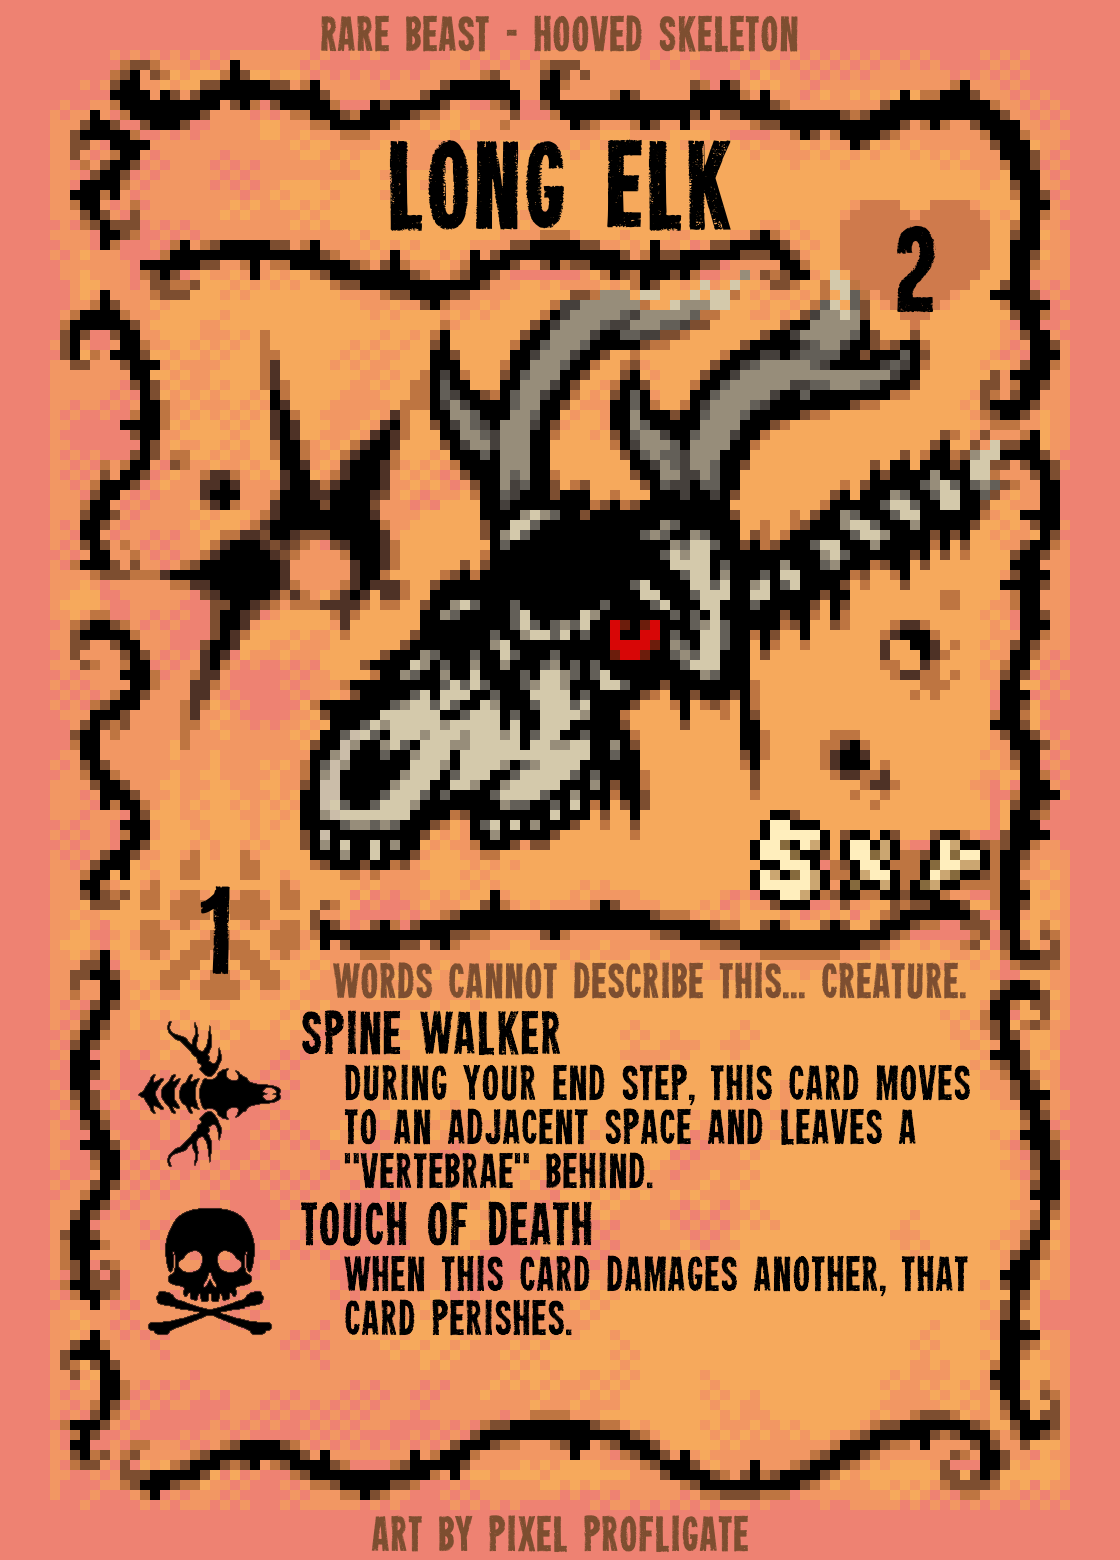 RARE BEAST - HOOVED SKELETON
LONG ELK
2
1
WORDS CANNOT DESCRIBE THIS... CREATURE.
SPINE WALKER
DURING YOUR END STEP, THIS CARD MOVES
TO AN ADJACENT SPACE AND LEAVES A
"VERTEBRAE" BEHIND.
TOUCH OF DEATH
WHEN THIS CARD DAMAGES ANOTHER, THAT
CARD PERISHES.
ART BY PIXEL PROFLIGATE